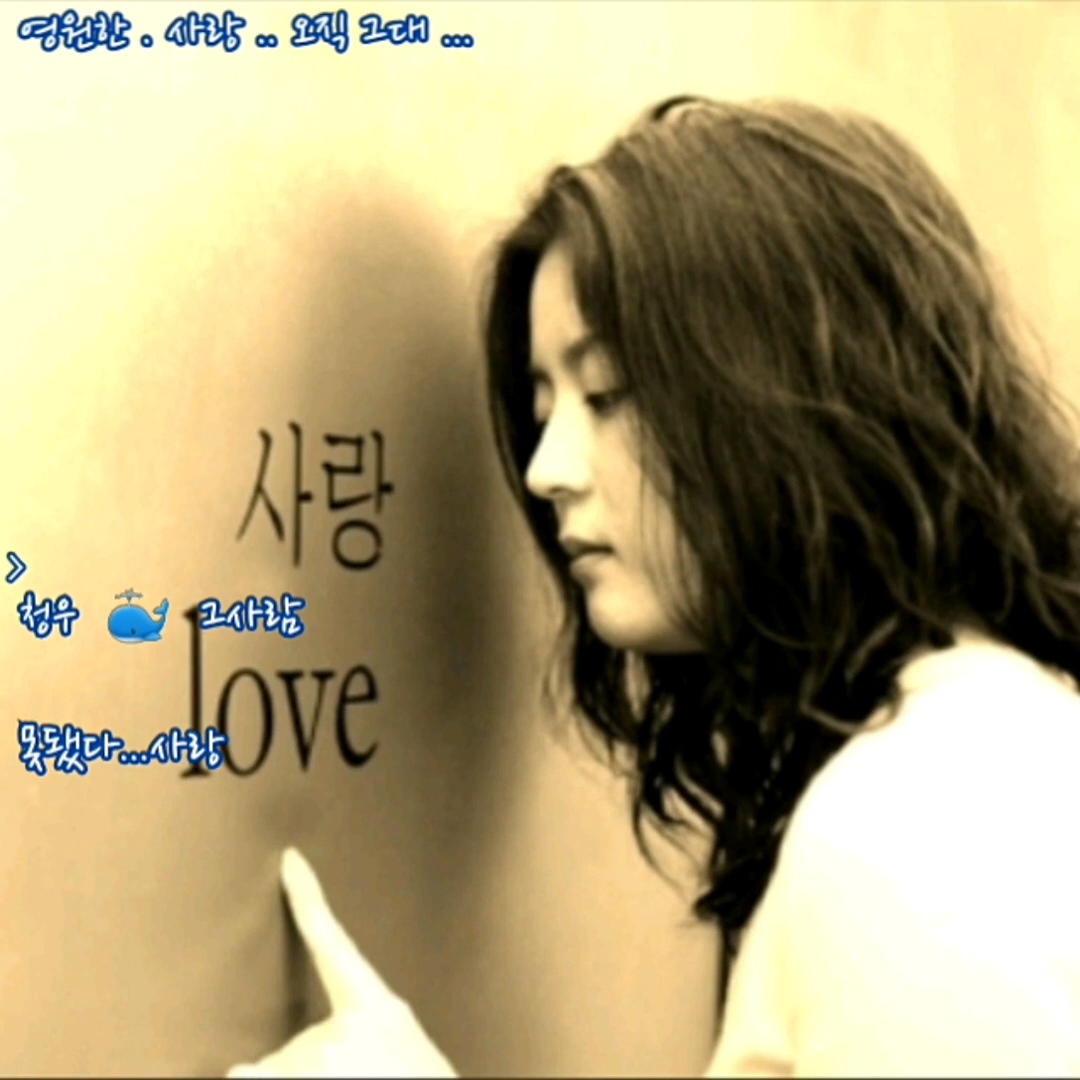 영원한 . 사랑 .. 오직 그대 ...
사랑
>
청우 🐳 그사람
love
못됐다...사랑